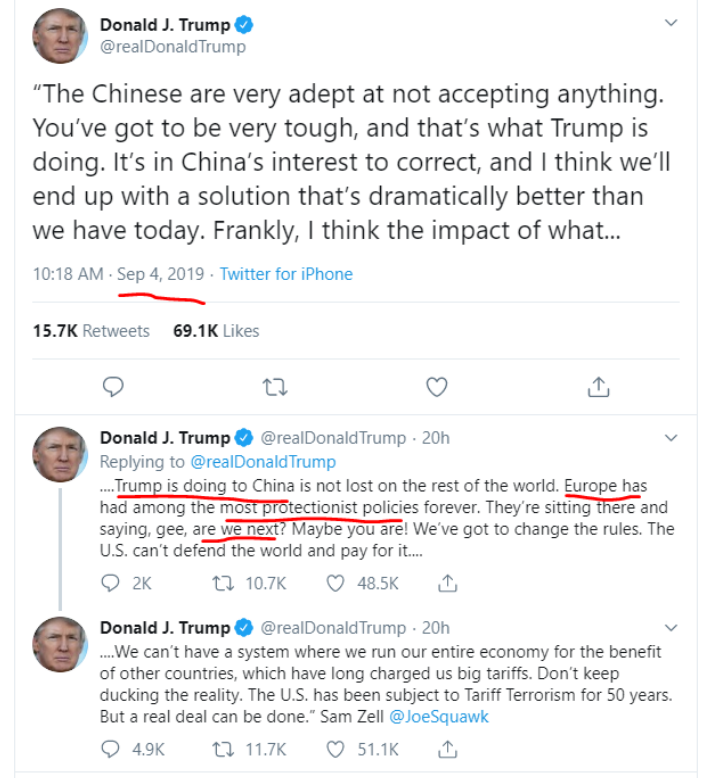 Donald J. Trump
@realDonaldTrump
“The Chinese are very adept at not accepting anything.
You’ve got to be very tough, and that’s what Trump is
doing. It’s in China’s interest to correct, and I think we’ll
end up with a solution that’s dramatically better than
we have today. Frankly, I think the impact of what...
10:18 AM · Sep 4, 2019 · Twitter for iPhone
15.7K Retweets 69.1K Likes
Donald J. Trump @realDonaldTrump · 20h
Replying to @realDonaldTrump
....Trump is doing to China is not lost on the rest of the world. Europe has
had among the most protectionist policies forever. They’re sitting there and
saying, gee, are we next? Maybe you are! We’ve got to change the rules. The
U.S. can’t defend the world and pay for it....
2K 10.7K 48.5K
Donald J. Trump @realDonaldTrump · 20h
....We can’t have a system where we run our entire economy for the benefit
of other countries, which have long charged us big tariffs. Don’t keep
ducking the reality. The U.S. has been subject to Tariff Terrorism for 50 years.
But a real deal can be done.” Sam Zell @JoeSquawk
4.9K 11.7K 51.1K